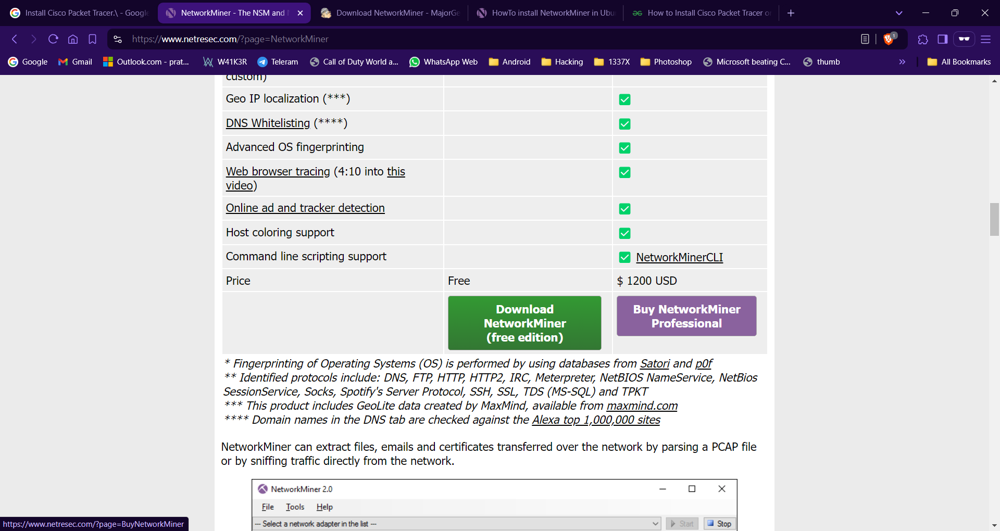 Install Cisco Packet Tracer.\ - Google
NetworkMiner - The NSM and
Download NetworkMiner - MajorGe
HowTo install NetworkMiner in Ubu
How to Install Cisco Packet Tracer o
https://www.netresec.com/?page=NetworkMiner
1
Google
Gmail
Outlook.com - prat...
W41K3R
Teleram
Call of Duty World a...
WhatsApp Web
Android
Hacking
1337X
Photoshop
Microsoft beating C...
thumb
»
All Bookmarks
custom)
Geo IP localization (***)
DNS Whitelisting (****)
Advanced OS fingerprinting
Web browser tracing (4:10 into this
video)
Online ad and tracker detection
Host coloring support
Command line scripting support
NetworkMinerCLI
Price
Free
$ 1200 USD
Download
NetworkMiner
(free edition)
Buy NetworkMiner
Professional
* Fingerprinting of Operating Systems (OS) is performed by using databases from Satori and p0f
** Identified protocols include: DNS, FTP, HTTP, HTTP2, IRC, Meterpreter, NetBIOS NameService, NetBios
SessionService, Socks, Spotify's Server Protocol, SSH, SSL, TDS (MS-SQL) and TPKT
*** This product includes GeoLite data created by MaxMind, available from maxmind.com
**** Domain names in the DNS tab are checked against the Alexa top 1,000,000 sites
NetworkMiner can extract files, emails and certificates transferred over the network by parsing a PCAP file
or by sniffing traffic directly from the network.
NetworkMiner 2.0
File Tools Help
--- Select a network adapter in the list ---
Start
Stop
https://www.netresec.com/?page=BuyNetworkMiner